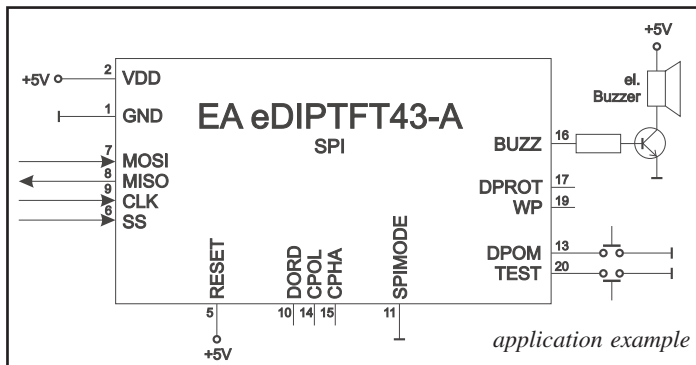 +5V
2
VDD
+5V
1
GND
EA eDIPTFT43-A
SPI
el.
Buzzer
BUZZ
16
7
MOSI
8
MISO
9
CLK
6
SS
DPROT
17
WP
19
DPOM
13
TEST
20
RESET
DORD
CPOL
CPHA
SPIMODE
5
10
14
15
11
+5V
application example